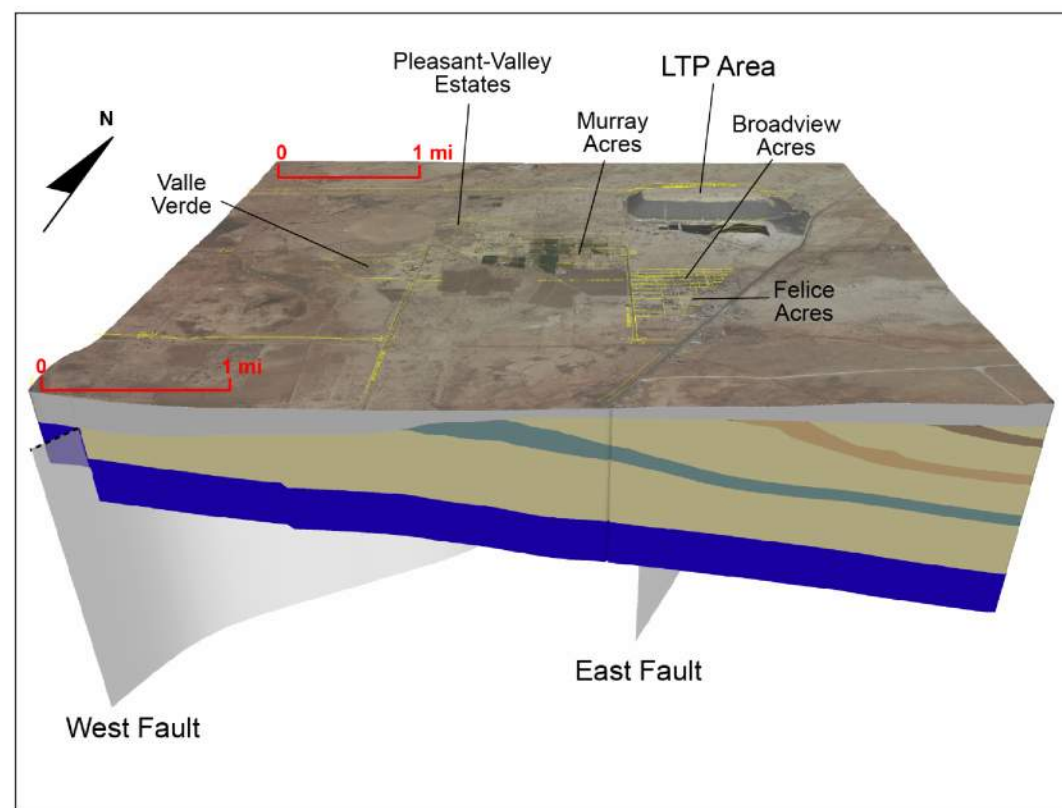 Pleasant-Valley
Estates
LTP Area
N
Murray
Acres
Broadview
Acres
0 1 mi
Valle
Verde
Felice
Acres
0 1 mi
East Fault
West Fault